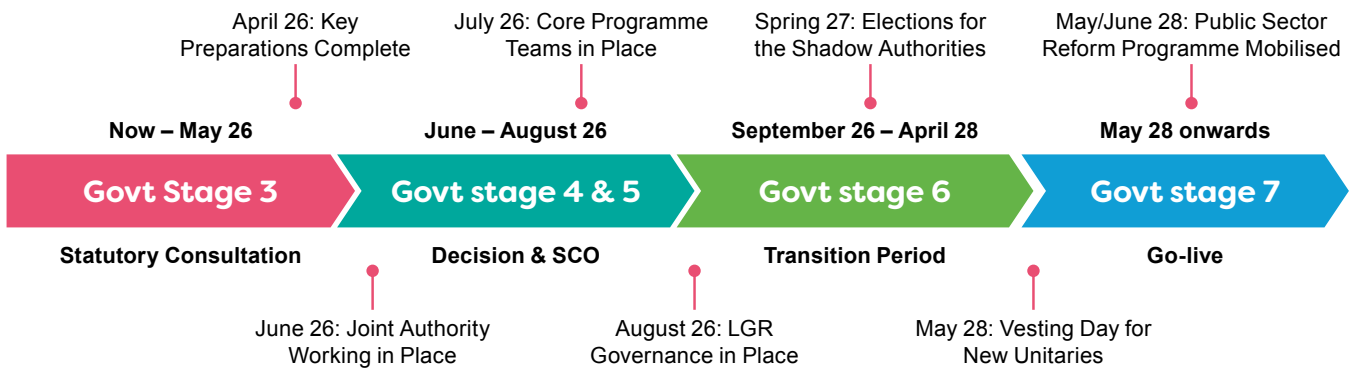 April 26: Key
Preparations Complete
July 26: Core Programme
Teams in Place
Spring 27: Elections for
the Shadow Authorities
May/June 28: Public Sector
Reform Programme Mobilised
Now – May 26
June – August 26
September 26 – April 28
May 28 onwards
Govt Stage 3
Govt stage 4 & 5
Govt stage 6
Govt stage 7
Statutory Consultation
Decision & SCO
Transition Period
Go-live
June 26: Joint Authority
Working in Place
August 26: LGR
Governance in Place
May 28: Vesting Day for
New Unitaries